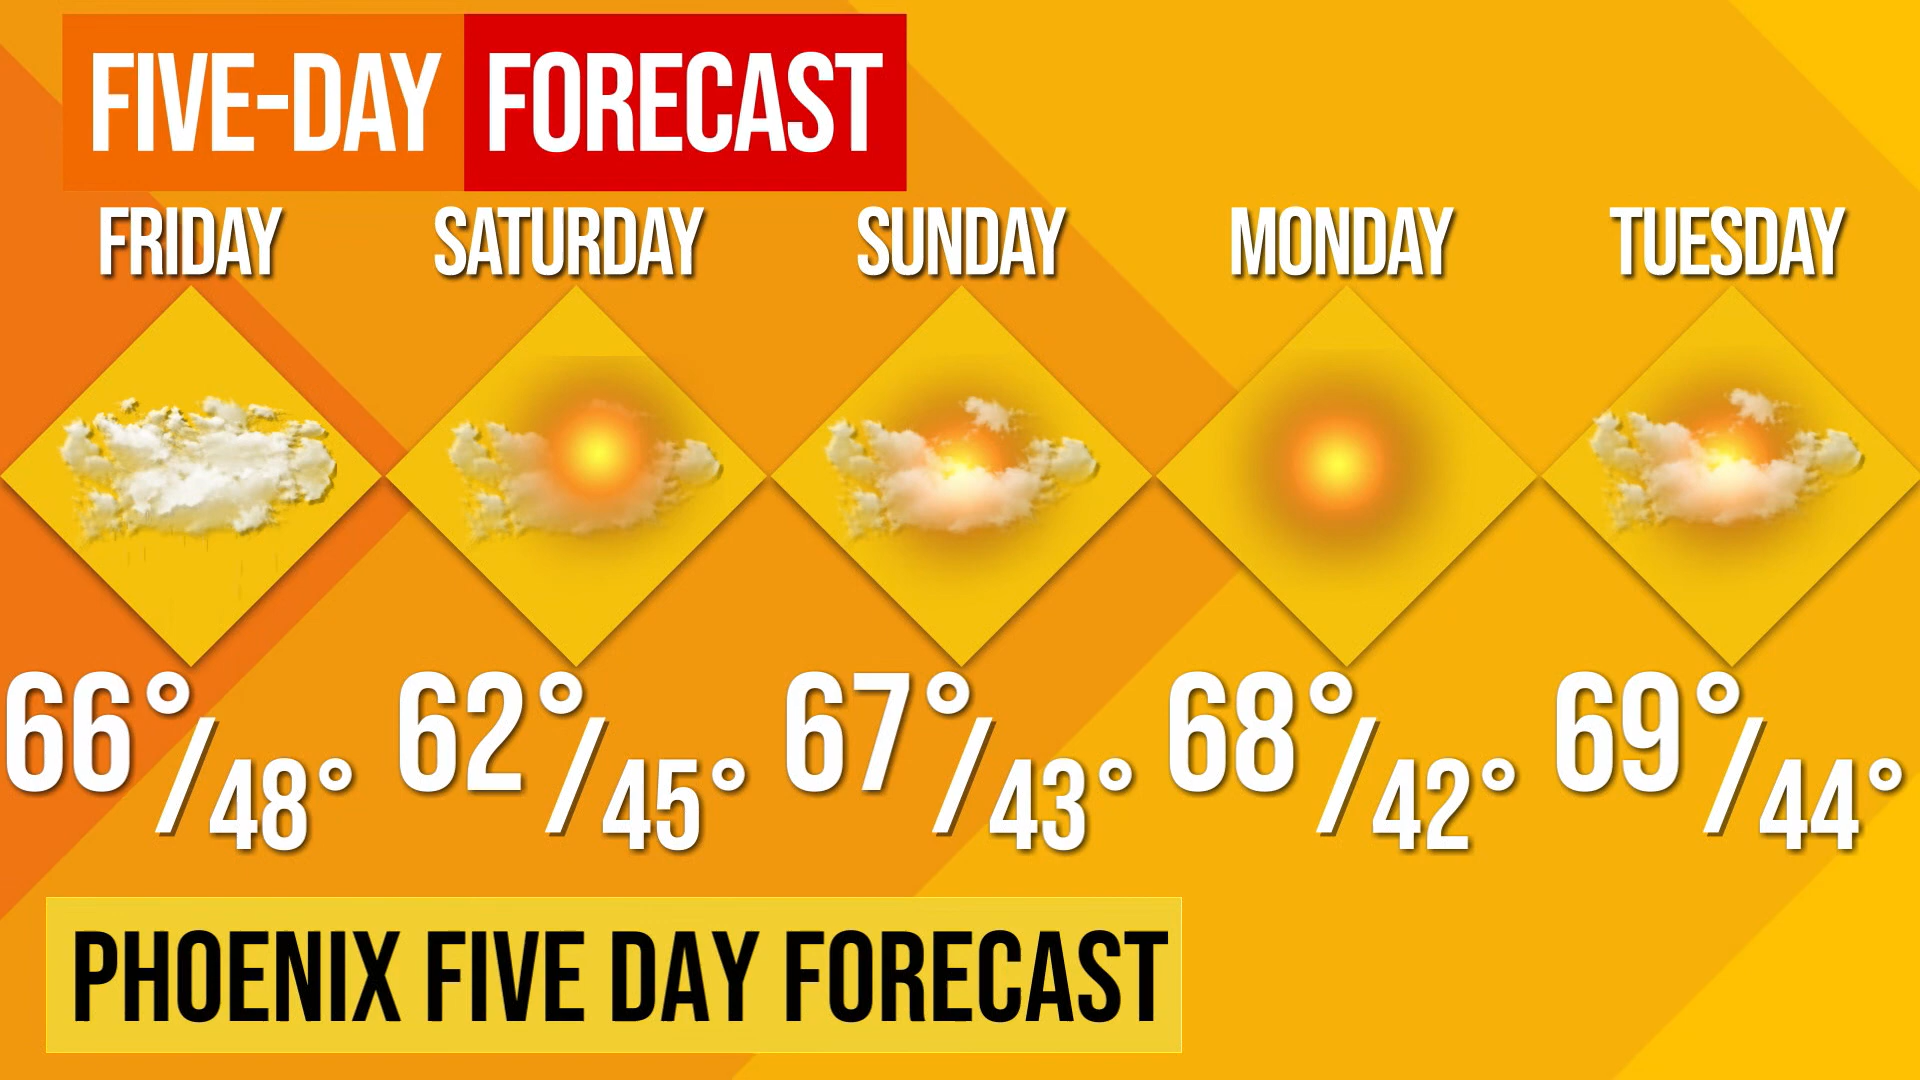 FIVE-DAY FORECAST
FRIDAY SATURDAY SUNDAY MONDAY TUESDAY
66°/48° 62°/45° 67°/43° 68°/42° 69°/44°
PHOENIX FIVE DAY FORECAST